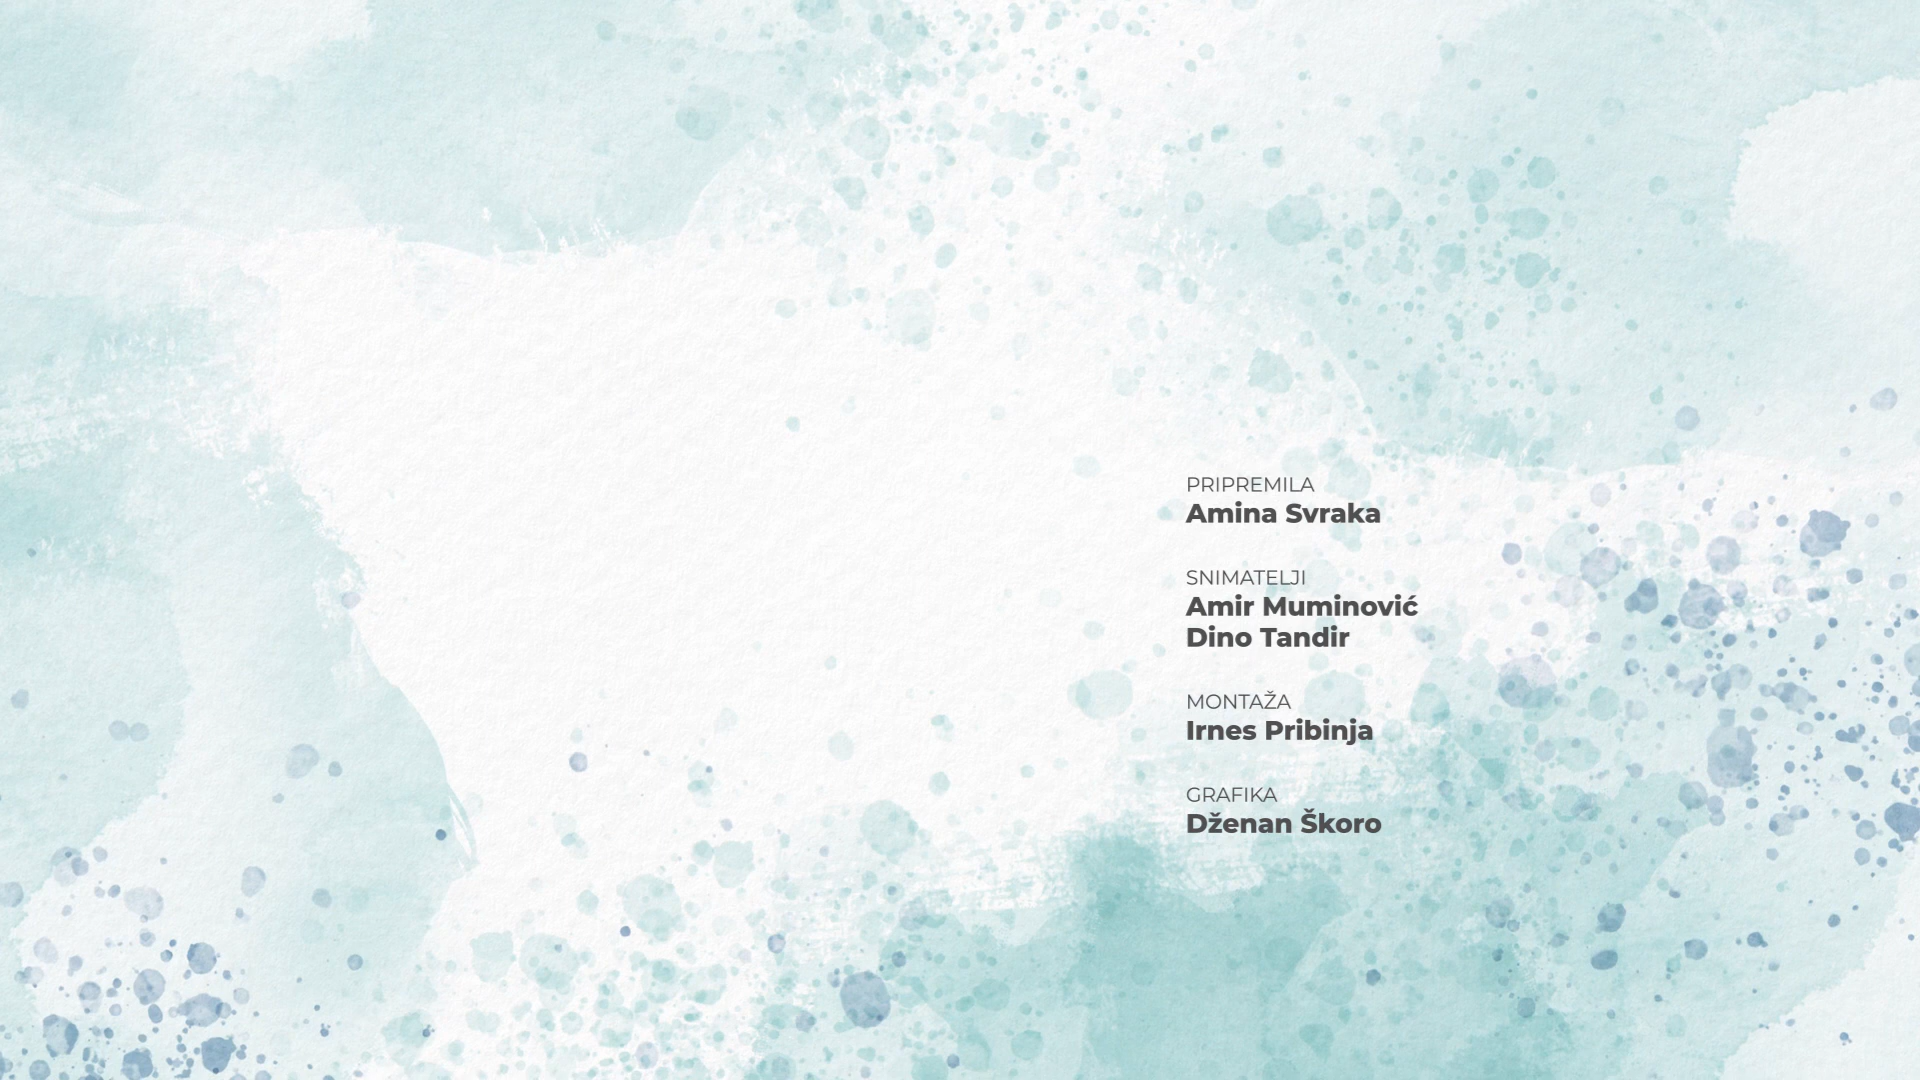 PRIPREMILA
Amina Svraka
SNIMATELJI
Amir Muminović
Dino Tandir
MONTAŽA
Irnes Pribinja
GRAFIKA
Dženan Škoro